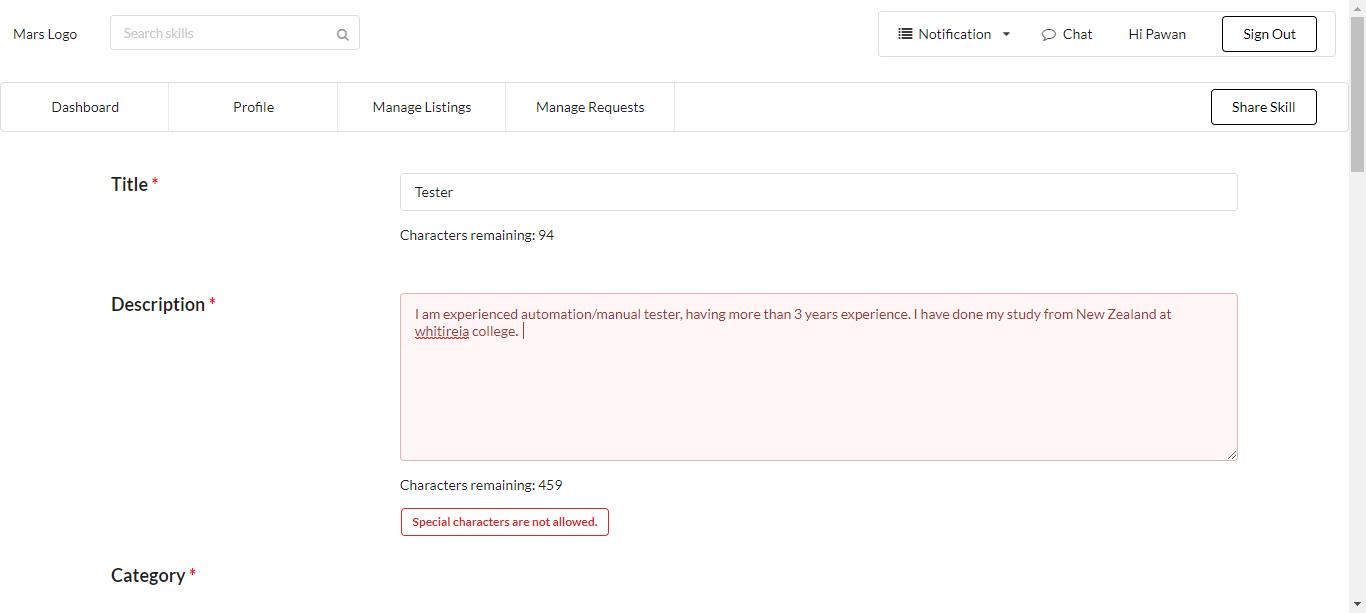 Mars Logo
Search skills
Notification
Chat
Hi Pawan
Sign Out
Dashboard
Profile
Manage Listings
Manage Requests
Share Skill
Title *
Tester
Characters remaining: 94
Description *
I am experienced automation/manual tester, having more than 3 years experience. I have done my study from New Zealand at
whitireia college.
Characters remaining: 459
Special characters are not allowed.
Category *